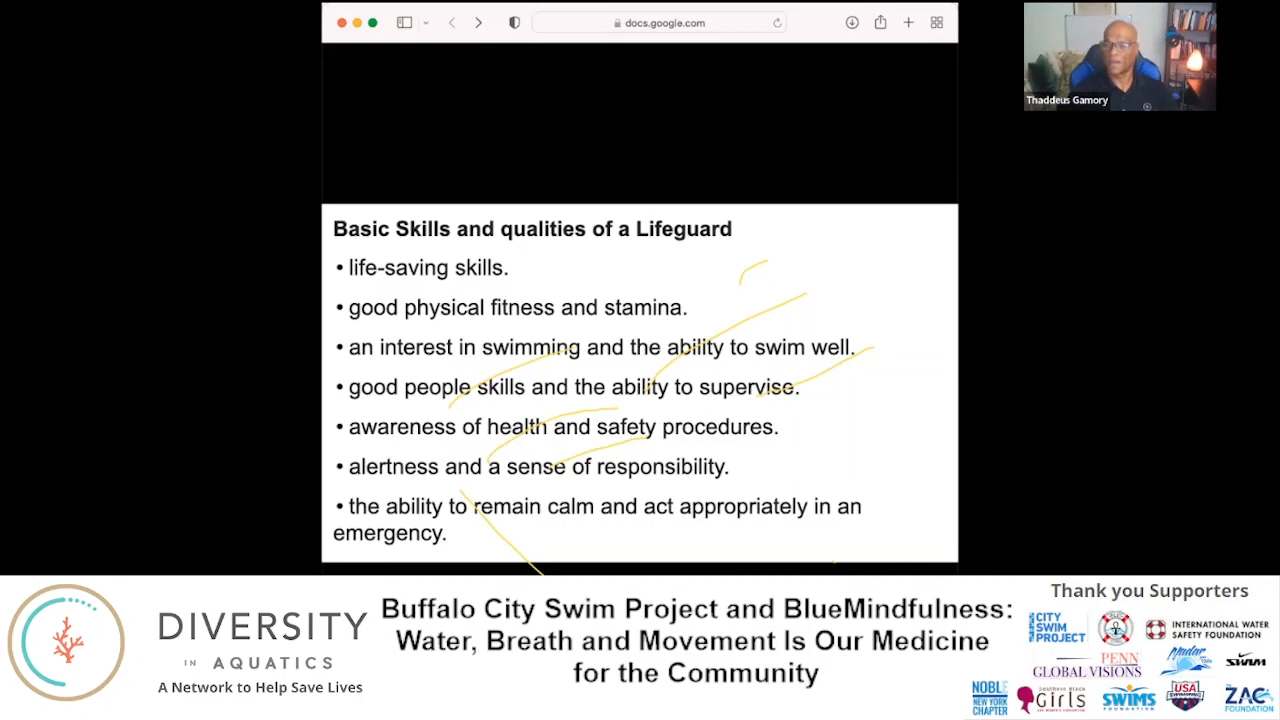 docs.google.com
Thaddeus Gamory
Basic Skills and qualities of a Lifeguard
• life-saving skills.
• good physical fitness and stamina.
• an interest in swimming and the ability to swim well.
• good people skills and the ability to supervise.
• awareness of health and safety procedures.
• alertness and a sense of responsibility.
• the ability to remain calm and act appropriately in an
emergency.
DIVERSITY
IN AQUATICS
A Network to Help Save Lives
Buffalo City Swim Project and BlueMindfulness:
Water, Breath and Movement Is Our Medicine
for the Community
Thank you Supporters
CITY
SWIM
PROJECT
INTERNATIONAL WATER
SAFETY FOUNDATION
PENN
GLOBAL VISIONS
SWIM
NOBLE
NEW YORK
CHAPTER
Southern Black
Girls
SWIMS
FOUNDATION
USA
SWIMMING
ZAC
FOUNDATION